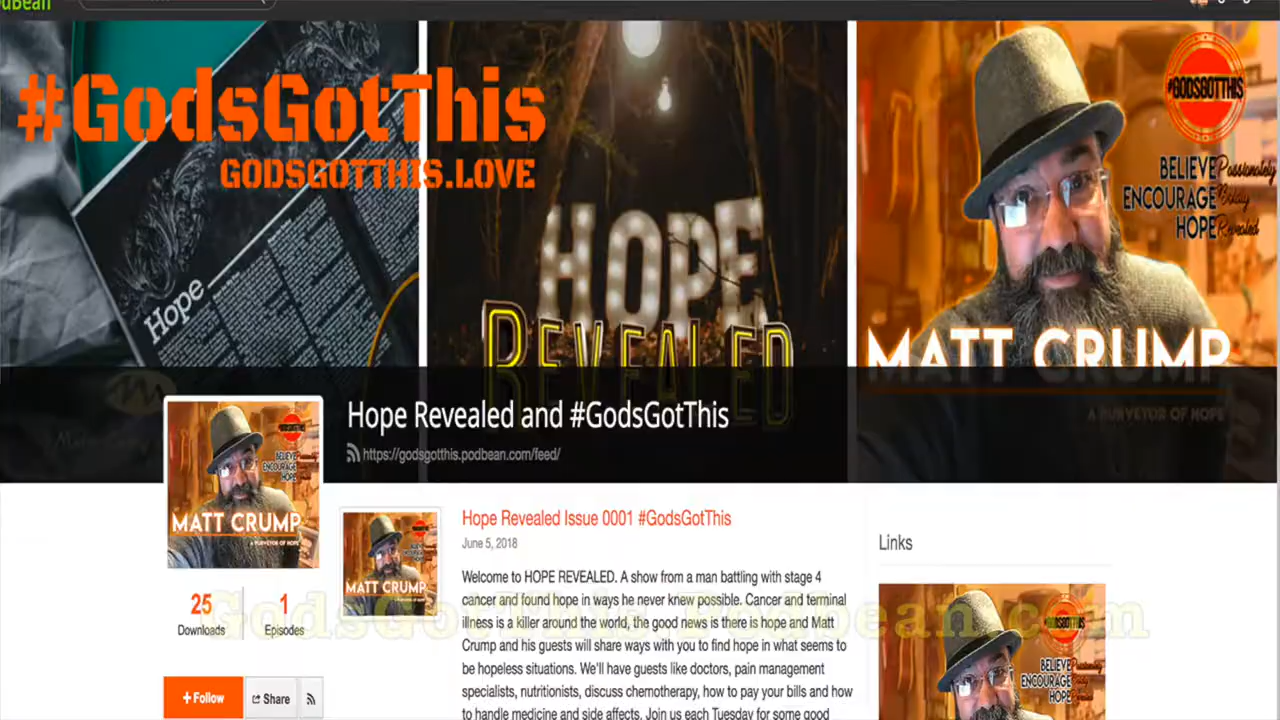 #GodsGotThis
GODSGOTTHIS.LOVE
Hope
HOPE
REVEALED
#GODSGOTTHIS
BELIEVE Passionately
ENCOURAGE Boldly
HOPE Revealed
MATT CRUMP
A PURVEYOR OF HOPE
Hope Revealed and #GodsGotThis
https://godsgotthis.podbean.com/feed/
MATT CRUMP
25
Downloads
1
Episodes
+Follow
Share
MATT CRUMP
Hope Revealed Issue 0001 #GodsGotThis
June 5, 2018
Welcome to HOPE REVEALED. A show from a man battling with stage 4
cancer and found hope in ways he never knew possible. Cancer and terminal
illness is a killer around the world, the good news is there is hope and Matt
Crump and his guests will share ways with you to find hope in what seems to
be hopeless situations. We'll have guests like doctors, pain management
specialists, nutritionists, discuss chemotherapy, how to pay your bills and how
to handle medicine and side affects. Join us each Tuesday for some good
GodsGotThis.Podbean.com
Links
#GODSGOTTHIS
BELIEVE
ENCOURAGE
HOPE